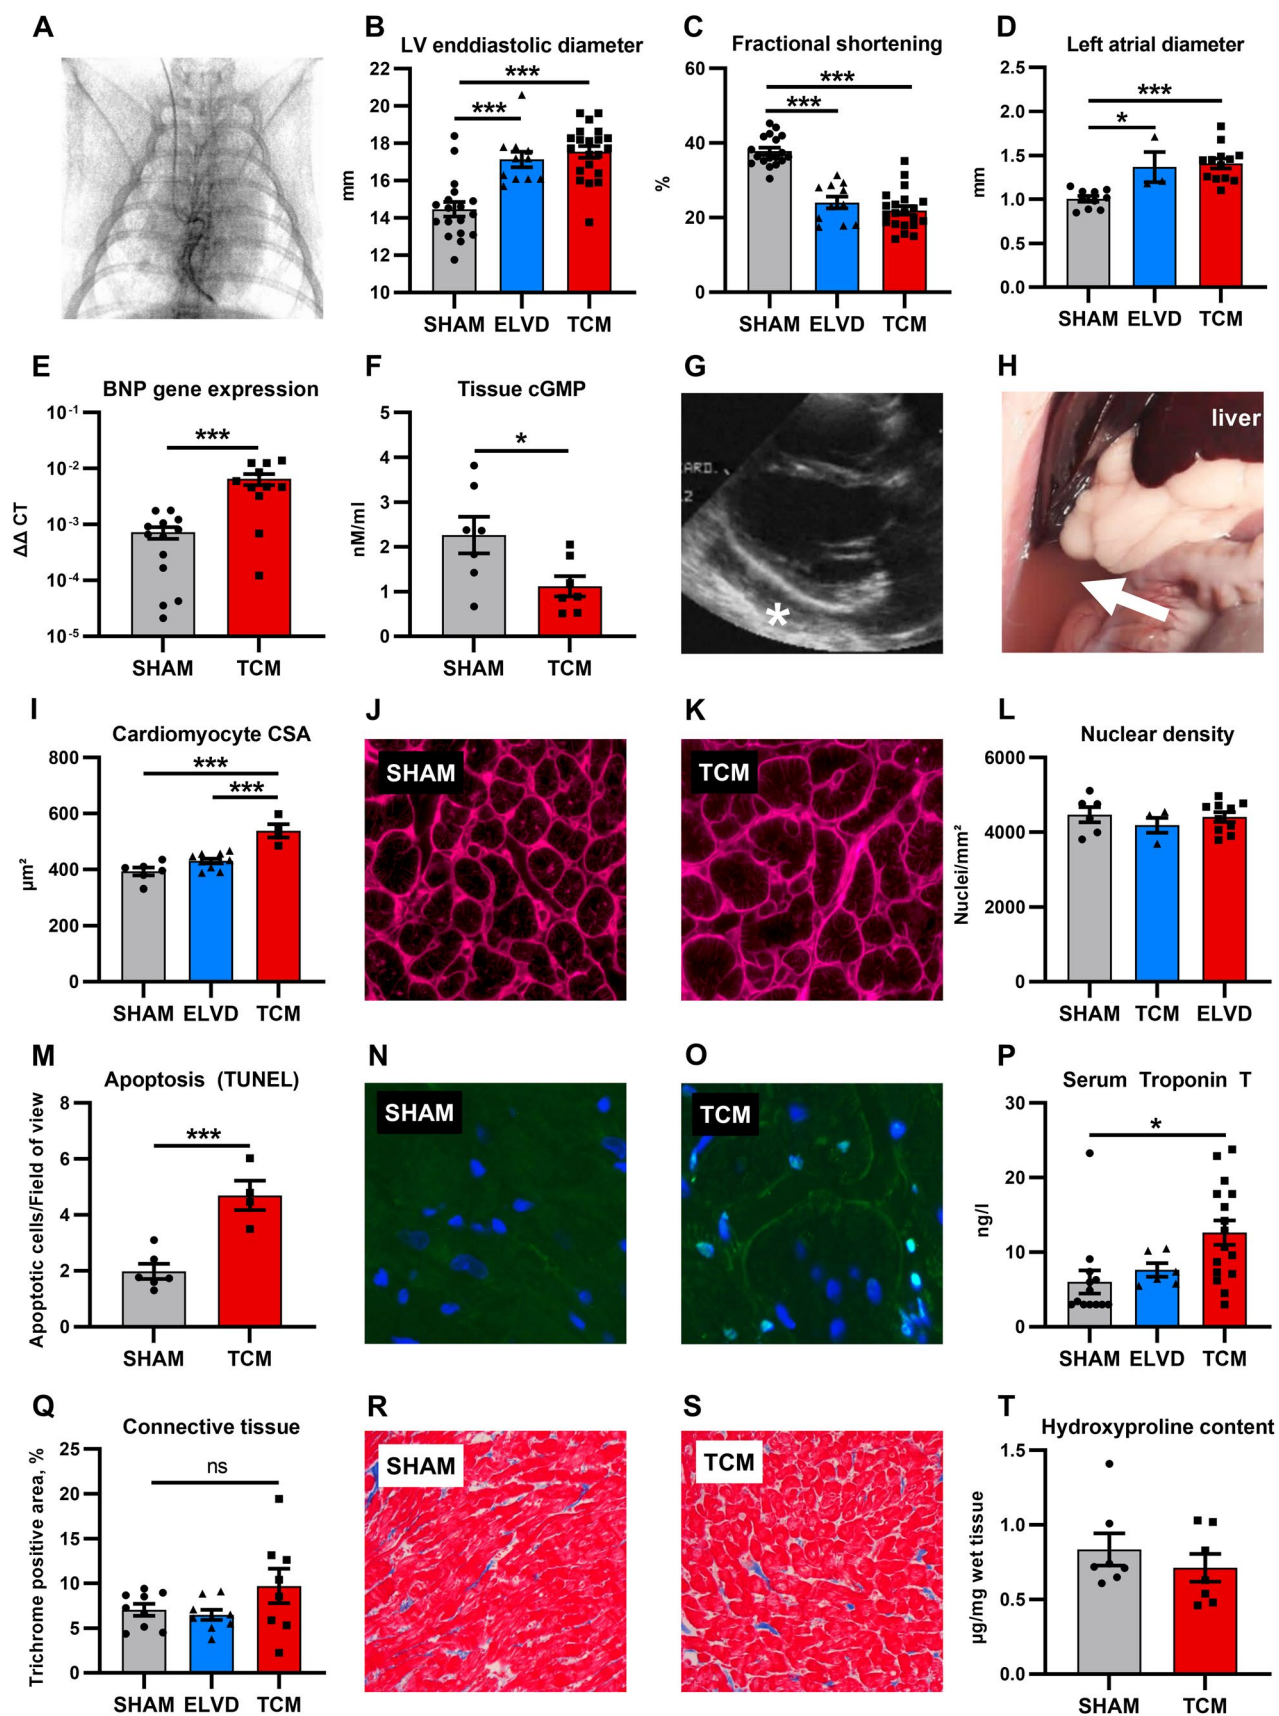 A
B
LV enddiastolic diameter
22
20
18
16
14
12
10
mm
***
***
SHAM ELVD TCM
C
Fractional shortening
60
40
20
0
%
***
***
SHAM ELVD TCM
D
Left atrial diameter
2.5
2.0
1.5
1.0
0.5
0.0
mm
***
*
SHAM ELVD TCM
E
BNP gene expression
10-1
10-2
10-3
10-4
10-5
ΔΔ CT
***
SHAM TCM
F
Tissue cGMP
5
4
3
2
1
0
nM/ml
*
SHAM TCM
G
ARD.
2
*
H
liver
I
Cardiomyocyte CSA
800
600
400
200
0
µm²
***
***
SHAM ELVD TCM
J
SHAM
K
TCM
L
Nuclear density
6000
4000
2000
0
Nuclei/mm²
SHAM TCM ELVD
M
Apoptosis (TUNEL)
8
6
4
2
0
Apoptotic cells/Field of view
***
SHAM TCM
N
SHAM
O
TCM
P
Serum Troponin T
30
20
10
0
ng/l
*
SHAM ELVD TCM
Q
Connective tissue
25
20
15
10
5
0
Trichrome positive area, %
ns
SHAM ELVD TCM
R
SHAM
S
TCM
T
Hydroxyproline content
1.5
1.0
0.5
0.0
µg/mg wet tissue
SHAM TCM